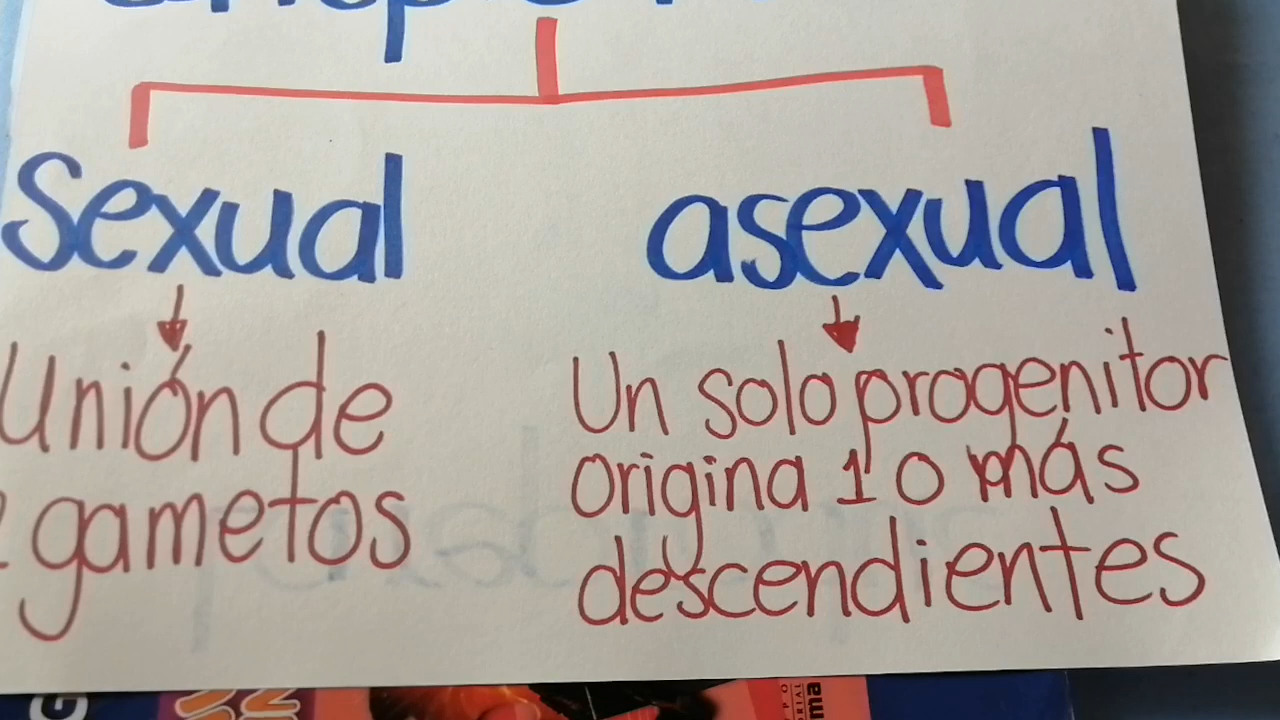 Sexual
asexual
Unión de
gametos
Un solo progenitor
Origina 1 o más
descendientes